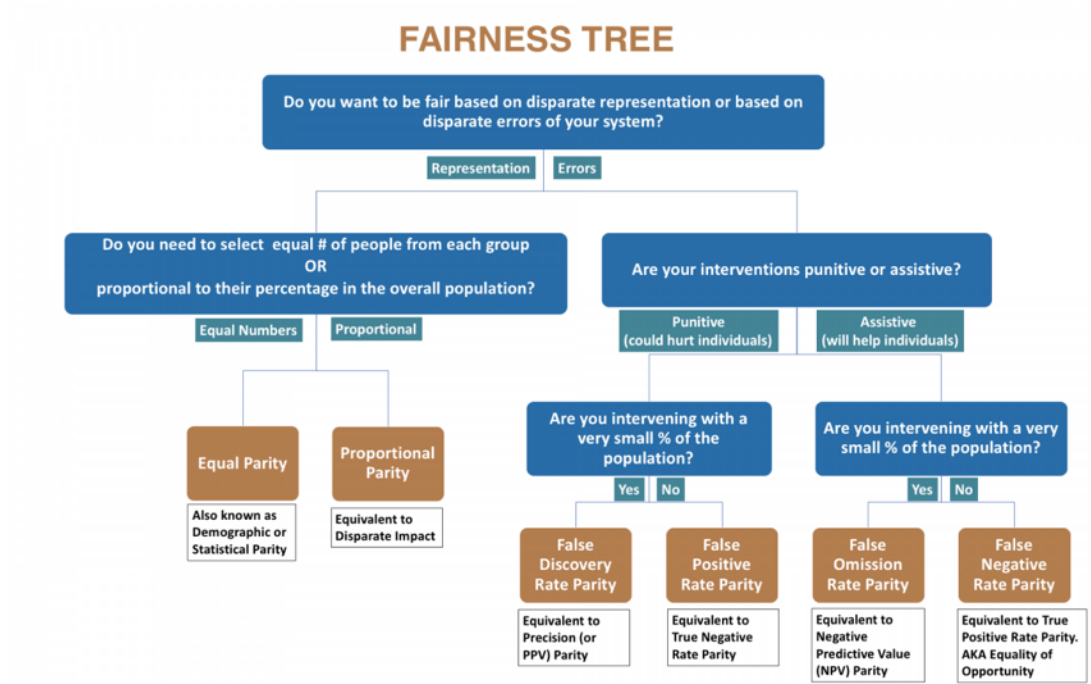 FAIRNESS TREE
Do you want to be fair based on disparate representation or based on
disparate errors of your system?
Representation
Errors
Do you need to select equal # of people from each group
OR
proportional to their percentage in the overall population?
Are your interventions punitive or assistive?
Equal Numbers
Proportional
Punitive
(could hurt individuals)
Assistive
(will help individuals)
Are you intervening with a
very small % of the
population?
Are you intervening with a very
small % of the population?
Equal Parity
Proportional
Parity
Yes
No
Yes
No
Also known as
Demographic or
Statistical Parity
Equivalent to
Disparate Impact
False
Discovery
Rate Parity
False
Positive
Rate Parity
False
Omission
Rate Parity
False
Negative
Rate Parity
Equivalent to
Precision (or
PPV) Parity
Equivalent to
True Negative
Rate Parity
Equivalent to
Negative
Predictive Value
(NPV) Parity
Equivalent to True
Positive Rate Parity.
AKA Equality of
Opportunity